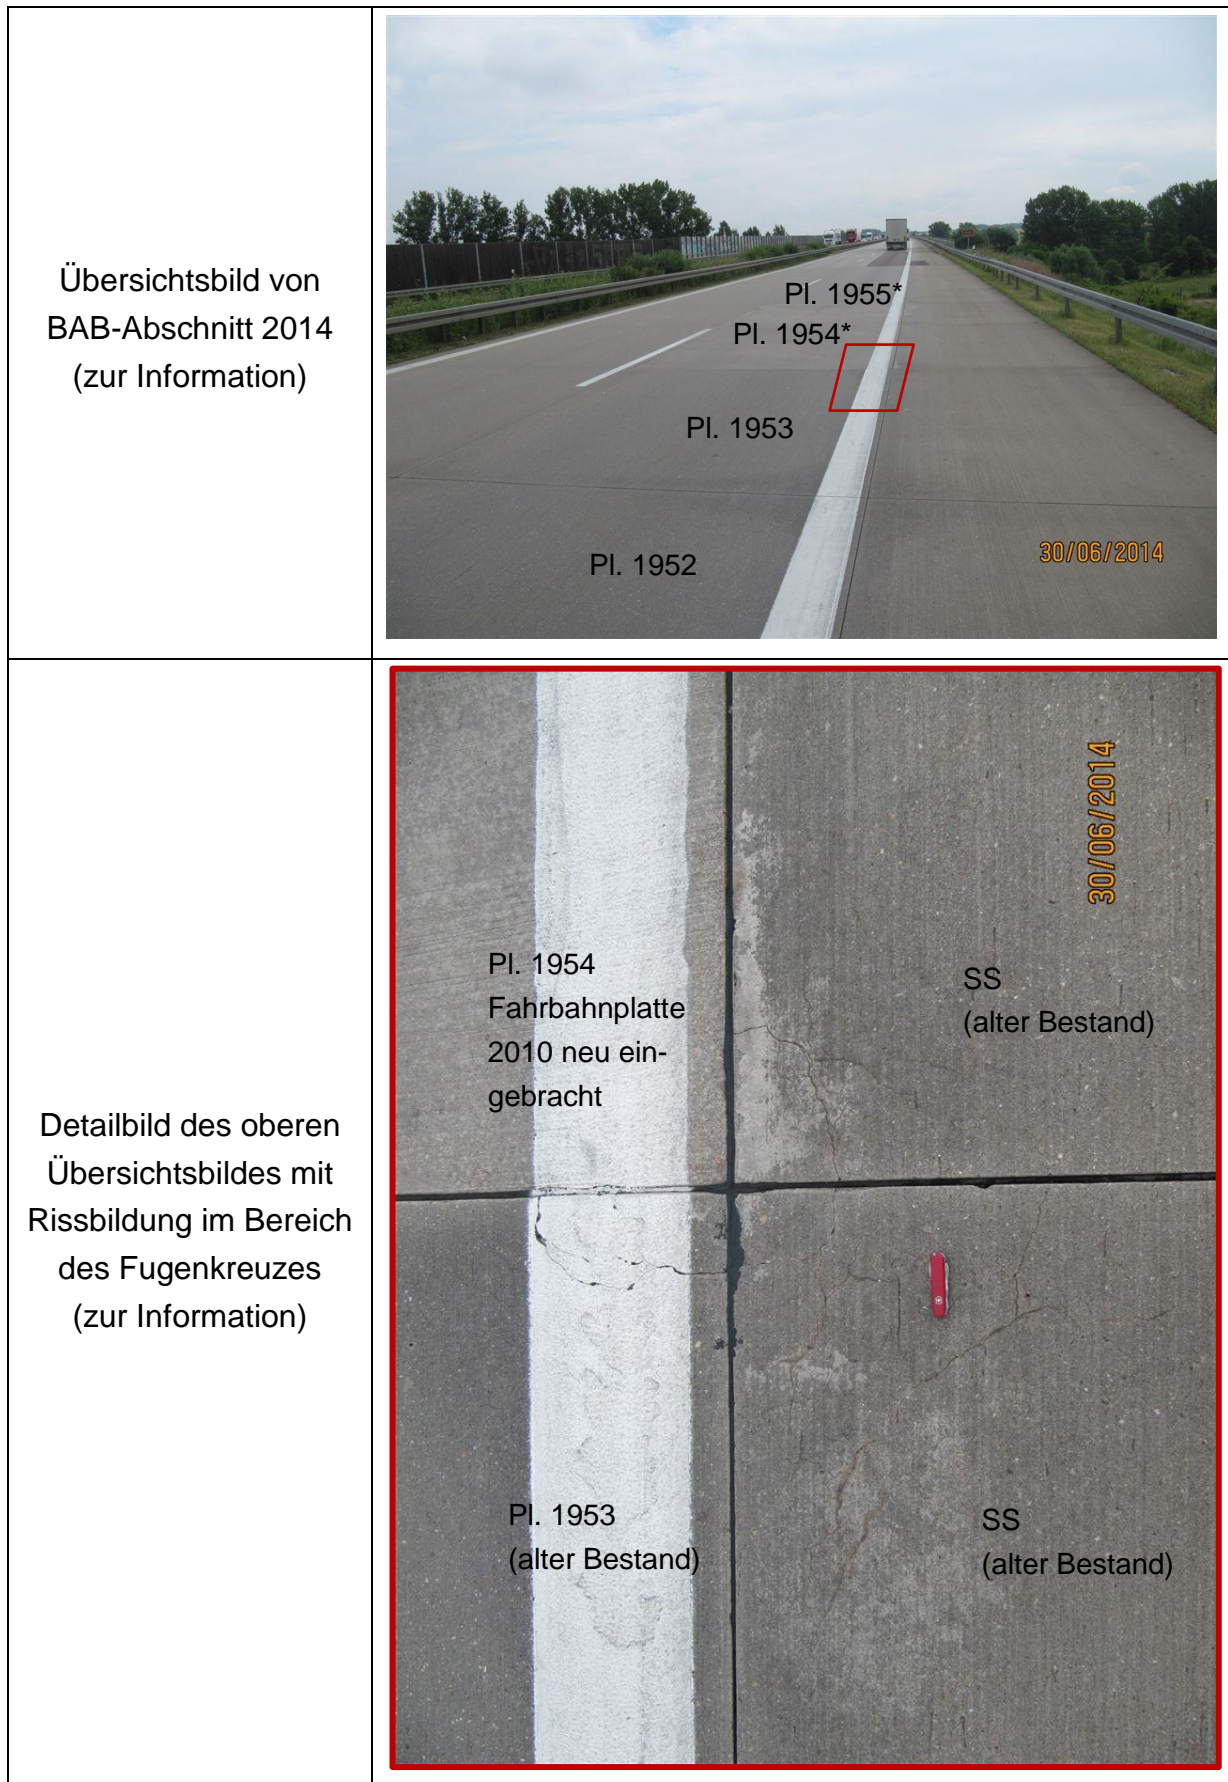 Übersichtsbild von
BAB-Abschnitt 2014
(zur Information)
Pl. 1955*
Pl. 1954*
Pl. 1953
Pl. 1952
30/06/2014
Detailbild des oberen
Übersichtsbildes mit
Rissbildung im Bereich
des Fugenkreuzes
(zur Information)
30/06/2014
Pl. 1954
Fahrbahnplatte
2010 neu ein-
gebracht
SS
(alter Bestand)
Pl. 1953
(alter Bestand)
SS
(alter Bestand)